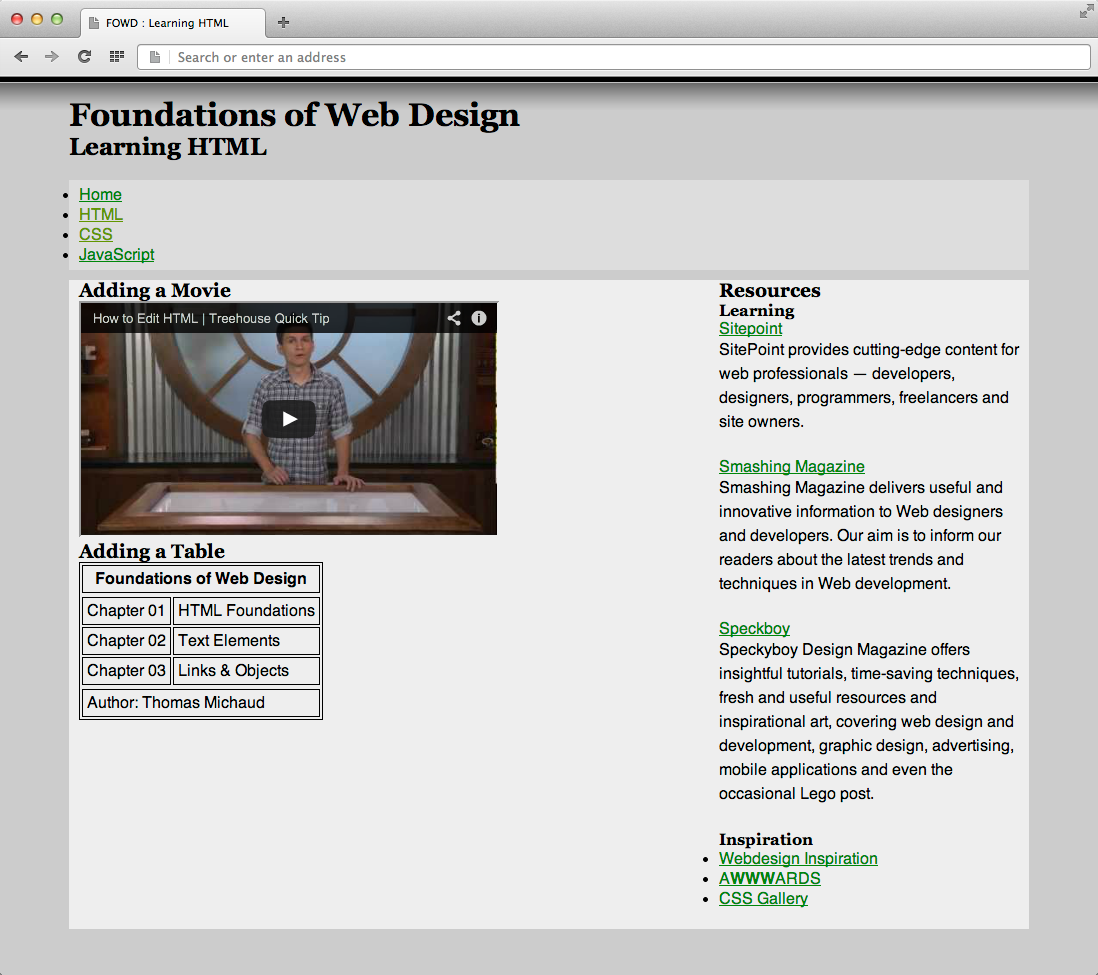 FOWD : Learning HTML
Search or enter an address
Foundations of Web Design
Learning HTML
Home
HTML
CSS
JavaScript
Adding a Movie
How to Edit HTML | Treehouse Quick Tip
Adding a Table
Foundations of Web Design
Chapter 01 HTML Foundations
Chapter 02 Text Elements
Chapter 03 Links & Objects
Author: Thomas Michaud
Resources
Learning
Sitepoint
SitePoint provides cutting-edge content for
web professionals — developers,
designers, programmers, freelancers and
site owners.
Smashing Magazine
Smashing Magazine delivers useful and
innovative information to Web designers
and developers. Our aim is to inform our
readers about the latest trends and
techniques in Web development.
Speckboy
Speckyboy Design Magazine offers
insightful tutorials, time-saving techniques,
fresh and useful resources and
inspirational art, covering web design and
development, graphic design, advertising,
mobile applications and even the
occasional Lego post.
Inspiration
Webdesign Inspiration
AWWWARDS
CSS Gallery